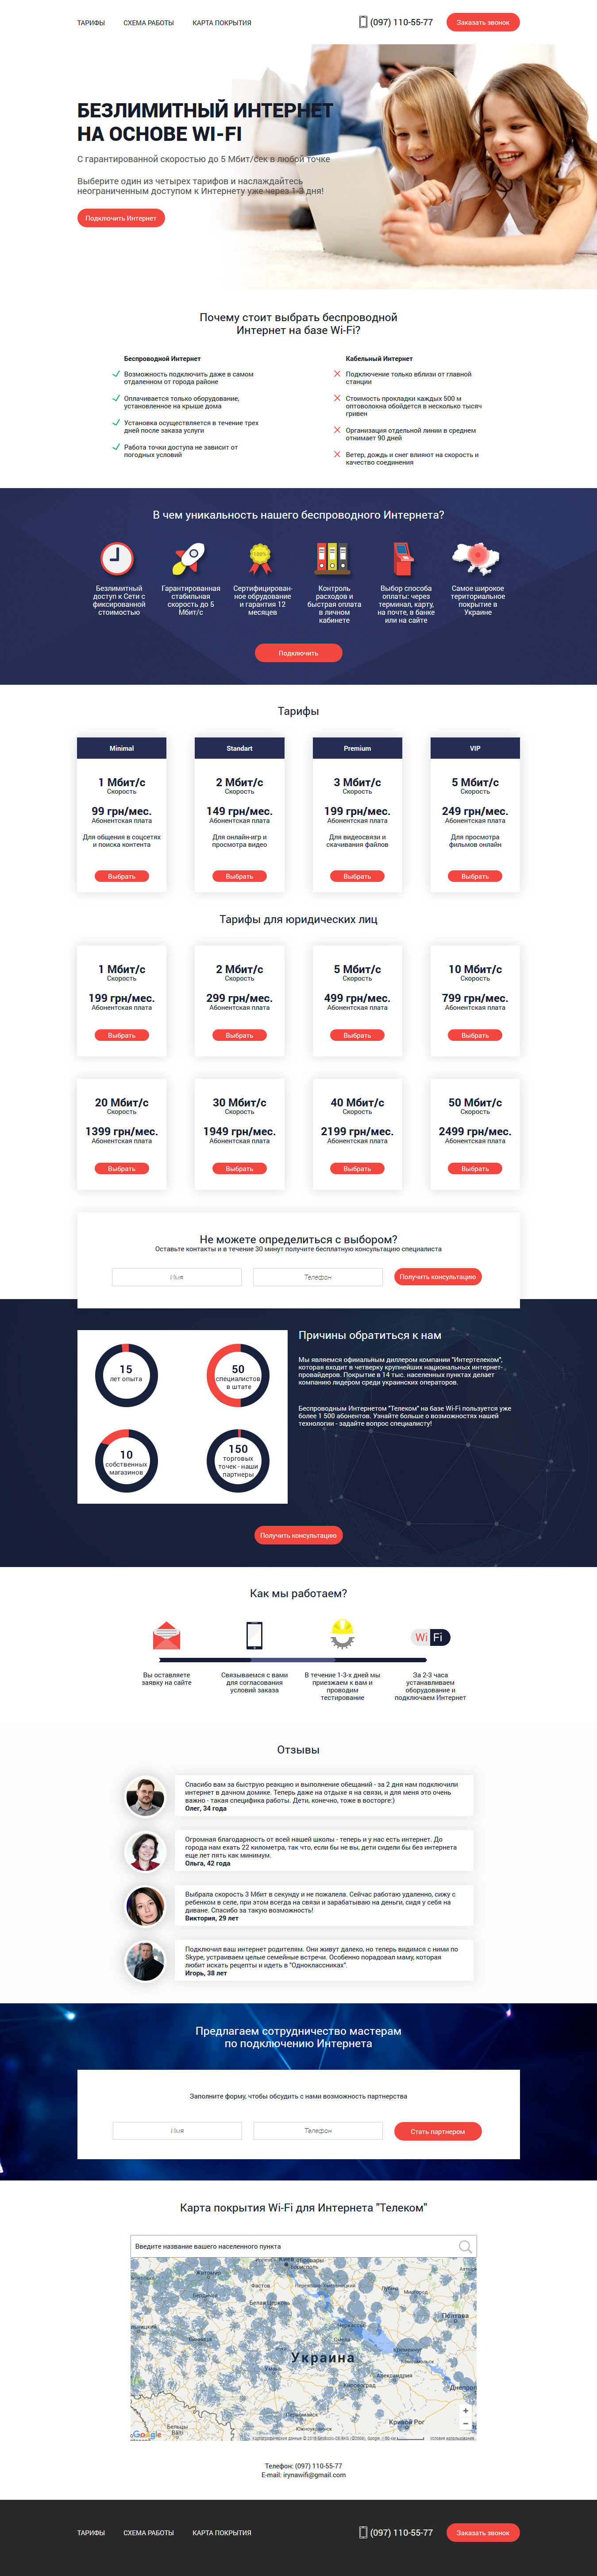 ТАРИФЫ СХЕМА РАБОТЫ КАРТА ПОКРЫТИЯ (097) 110-55-77 Заказать звонок
БЕЗЛИМИТНЫЙ ИНТЕРНЕТ
НА ОСНОВЕ WI-FI
С гарантированной скоростью до 5 Мбит/сек в любой точке
Выберите один из четырех тарифов и наслаждайтесь
неограниченным доступом к Интернету уже через 1-3 дня!
Подключить Интернет
Почему стоит выбрать беспроводной
Интернет на базе Wi-Fi?
Беспроводной Интернет
Возможность подключить даже в самом
отдаленном от города районе
Оплачивается только оборудование,
установленное на крыше дома
Установка осуществляется в течение трех
дней после заказа услуги
Работа точки доступа не зависит от
погодных условий
Кабельный Интернет
Подключение только вблизи от главной
станции
Стоимость прокладки каждых 500 м
оптоволокна обойдется в несколько тысяч
гривен
Организация отдельной линии в среднем
отнимает 90 дней
Ветер, дождь и снег влияют на скорость и
качество соединения
В чем уникальность нашего беспроводного Интернета?
100%
Безлимитный
доступ к Сети с
фиксированной
стоимостью
Гарантированная
стабильная
скорость до 5
Мбит/с
Сертифицирован-
ное обрудование
и гарантия 12
месяцев
Контроль
расходов и
быстрая оплата
в личном
кабинете
Выбор способа
оплаты: через
терминал, карту,
на почте, в банке
или на сайте
Самое широкое
территориальное
покрытие в
Украине
Подключить
Тарифы
Minimal
1 Мбит/с
Скорость
99 грн/мес.
Абонентская плата
Для общения в соцсетях
и поиска контента
Выбрать
Standart
2 Мбит/с
Скорость
149 грн/мес.
Абонентская плата
Для онлайн-игр и
просмотра видео
Выбрать
Premium
3 Мбит/с
Скорость
199 грн/мес.
Абонентская плата
Для видеосвязи и
скачивания файлов
Выбрать
VIP
5 Мбит/с
Скорость
249 грн/мес.
Абонентская плата
Для просмотра
фильмов онлайн
Выбрать
Тарифы для юридических лиц
1 Мбит/с
Скорость
199 грн/мес.
Абонентская плата
Выбрать
2 Мбит/с
Скорость
299 грн/мес.
Абонентская плата
Выбрать
5 Мбит/с
Скорость
499 грн/мес.
Абонентская плата
Выбрать
10 Мбит/с
Скорость
799 грн/мес.
Абонентская плата
Выбрать
20 Мбит/с
Скорость
1399 грн/мес.
Абонентская плата
Выбрать
30 Мбит/с
Скорость
1949 грн/мес.
Абонентская плата
Выбрать
40 Мбит/с
Скорость
2199 грн/мес.
Абонентская плата
Выбрать
50 Мбит/с
Скорость
2499 грн/мес.
Абонентская плата
Выбрать
Не можете определиться с выбором?
Оставьте контакты и в течение 30 минут получите бесплатную консультацию специалиста
Имя Телефон Получить консультацию
15
лет опыта
50
специалистов
в штате
10
собственных
магазинов
150
торговых
точек - наши
партнеры
Причины обратиться к нам
Мы являемся официальным диллером компании "Интертелеком",
которая входит в четверку крупнейших национальных интернет-
провайдеров. Покрытие в 14 тыс. населенных пунктах делает
компанию лидером среди украинских операторов.
Беспроводным Интернетом "Телеком" на базе Wi-Fi пользуется уже
более 1 500 абонентов. Узнайте больше о возможностях нашей
технологии - задайте вопрос специалисту!
Получить консультацию
Как мы работаем?
Wi Fi
Вы оставляете
заявку на сайте
Связываемся с вами
для согласования
условий заказа
В течение 1-3-х дней мы
приезжаем к вам и
проводим
тестирование
За 2-3 часа
устанавливаем
оборудование и
подключаем Интернет
Отзывы
Спасибо вам за быструю реакцию и выполнение обещаний - за 2 дня нам подключили
интернет в дачном домике. Теперь даже на отдыхе я на связи, и для меня это очень
важно - такая специфика работы. Дети, конечно, тоже в восторге:)
Олег, 34 года
Огромная благодарность от всей нашей школы - теперь и у нас есть интернет. До
города нам ехать 22 километра, так что, если бы не вы, дети сидели бы без интернета
еще лет пять как минимум.
Ольга, 42 года
Выбрала скорость 3 Мбит в секунду и не пожалела. Сейчас работаю удаленно, сижу с
ребенком в селе, при этом всегда на связи и зарабатываю на деньги, сидя у себя на
диване. Спасибо за такую возможность!
Виктория, 29 лет
Подключил ваш интернет родителям. Они живут далеко, но теперь видимся с ними по
Skype, устраиваем целые семейные встречи. Особенно порадовал маму, которая
любит искать рецепты и идеть в "Одноклассниках".
Игорь, 38 лет
Предлагаем сотрудничество мастерам
по подключению Интернета
Заполните форму, чтобы обсудить с нами возможность партнерства
Имя Телефон Стать партнером
Карта покрытия Wi-Fi для Интернета "Телеком"
Введите название вашего населенного пункта
Житомир
Фастов
Белая Церковь
Миргород
Полтава
Черкассы
Украина
Умань
Кировоград
Александрия
Днепропе
Первомайск
Южноукраинск
Кривой Рог
Бельцы
Bălți
Google
Условия использования
Телефон: (097) 110-55-77
E-mail: irynawifi@gmail.com
ТАРИФЫ СХЕМА РАБОТЫ КАРТА ПОКРЫТИЯ (097) 110-55-77 Заказать звонок